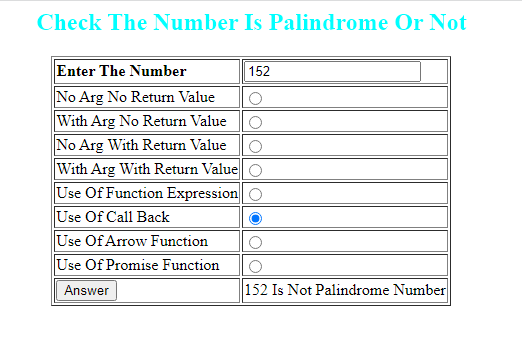 Check The Number Is Palindrome Or Not
Enter The Number 152
No Arg No Return Value
With Arg No Return Value
No Arg With Return Value
With Arg With Return Value
Use Of Function Expression
Use Of Call Back
Use Of Arrow Function
Use Of Promise Function
Answer 152 Is Not Palindrome Number